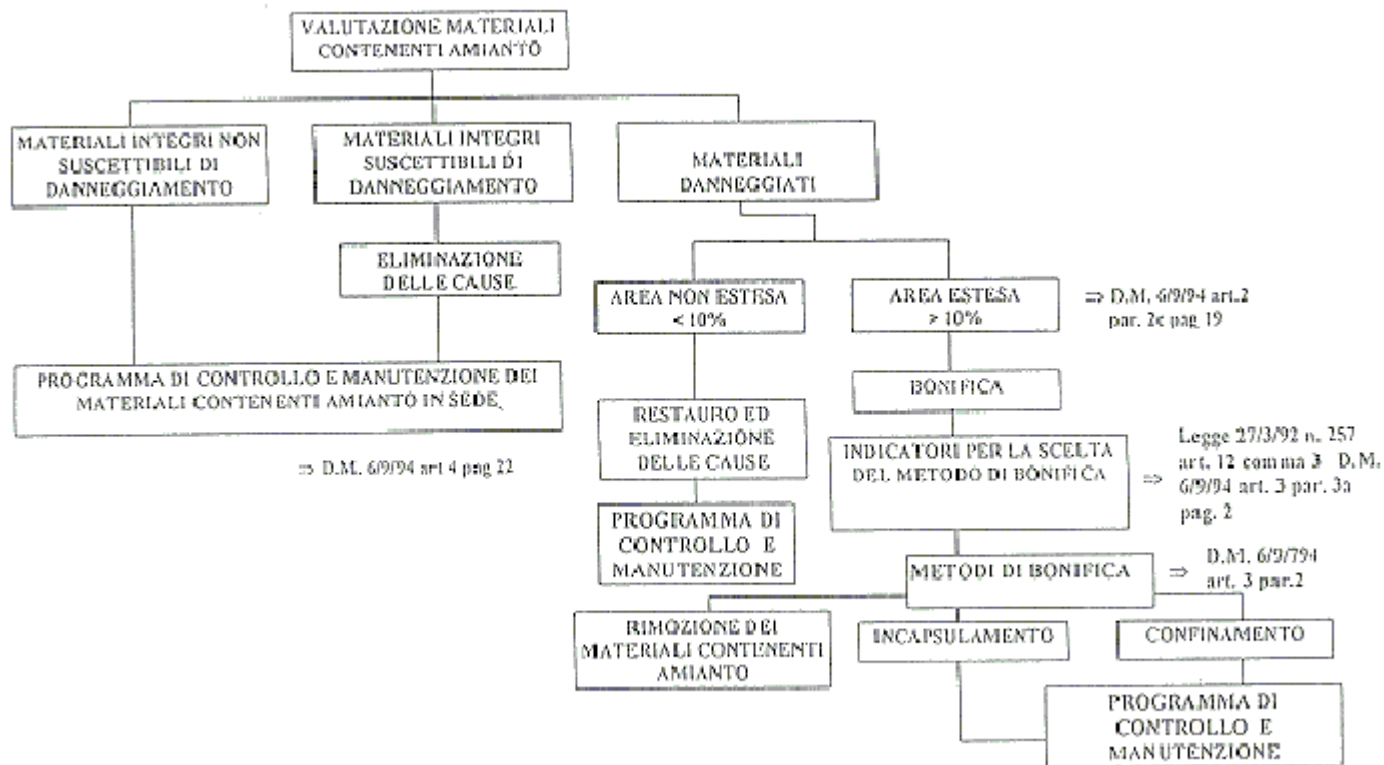 VALUTAZIONE MATERIALI
CONTENENTI AMIANTO
MATERIALI INTEGRI NON
SUSCETTIBILI DI
DANNEGGIAMENTO
MATERIALI INTEGRI
SUSCETTIBILI DI
DANNEGGIAMENTO
MATERIALI
DANNEGGIATI
ELIMINAZIONE
DELLE CAUSE
AREA NON ESTESA
< 10%
AREA ESTESA
> 10%
⇒ D.M. 6/9/94 art.2
par. 2c pag 19
PROGRAMMA DI CONTROLLO E MANUTENZIONE DEI
MATERIALI CONTENENTI AMIANTO IN SEDE
⇒ D.M. 6/9/94 art 4 pag 22
RESTAURO ED
ELIMINAZIONE
DELLE CAUSE
PROGRAMMA DI
CONTROLLO E
MANUTENZIONE
BONIFICA
INDICATORI PER LA SCELTA
DEL METODO DI BONIFICA
⇒
Legge 27/3/92 n. 257
art. 12 comma 3 D.M.
6/9/94 art. 3 par. 3a
pag. 2
METODI DI BONIFICA
⇒ D.M. 6/9/794
art. 3 par.2
RIMOZIONE DEI
MATERIALI CONTENENTI
AMIANTO
INCAPSULAMENTO
CONFINAMENTO
PROGRAMMA DI
CONTROLLO E
MANUTENZIONE